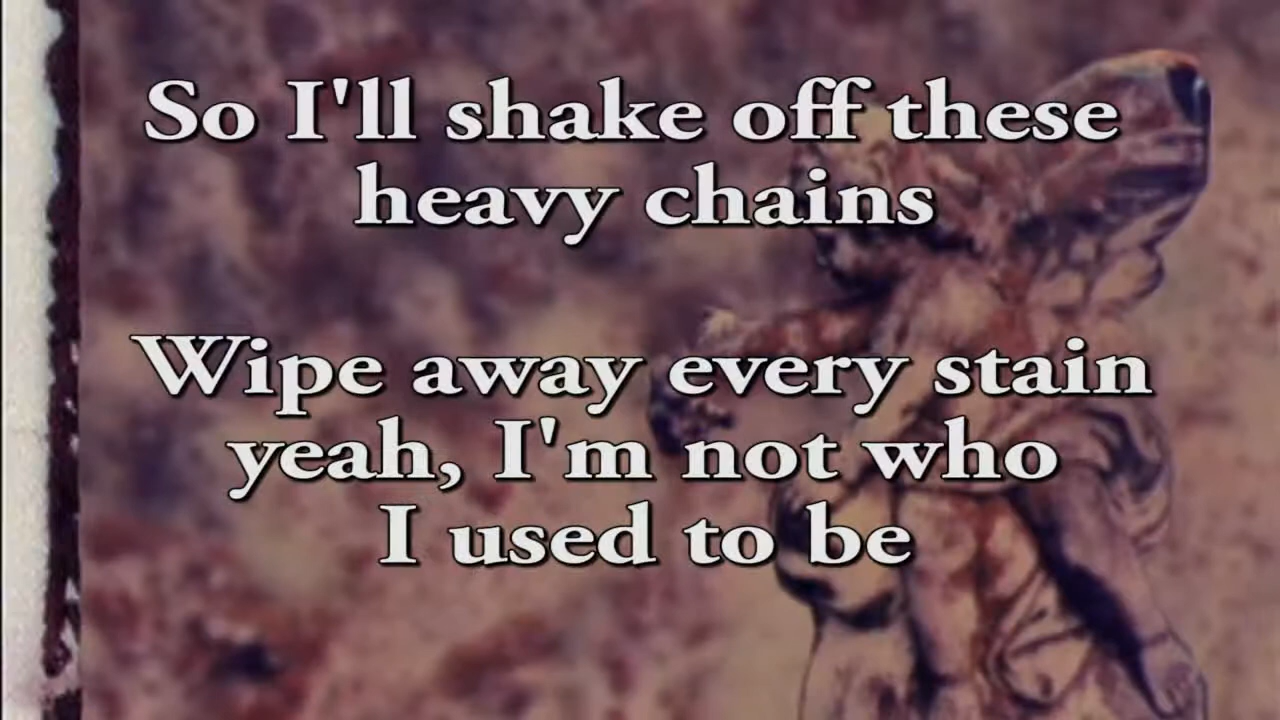 So I'll shake off these
heavy chains
Wipe away every stain
yeah, I'm not who
I used to be